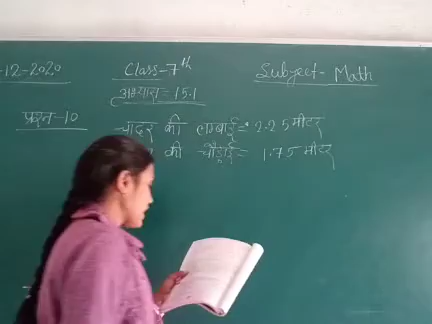 -12-2020 Class-7th Subject- Math
अभ्यास = 15.1
प्रश्न-10
चादर की लम्बाई = 2.25 मीटर
की चौड़ाई = 1.75 मीटर